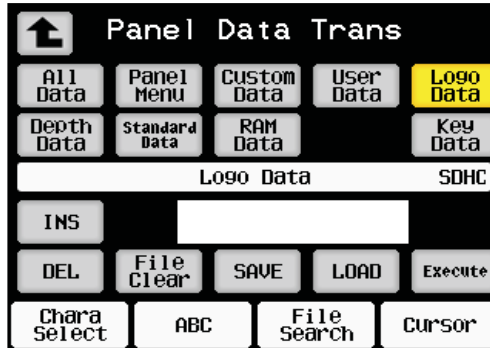 Panel Data Trans
All Data
Panel Menu
Custom Data
User Data
Logo Data
Depth Data
Standard Data
RAM Data
Key Data
Logo Data SDHC
INS
DEL
File Clear
SAVE
LOAD
Execute
Chara Select
ABC
File Search
Cursor